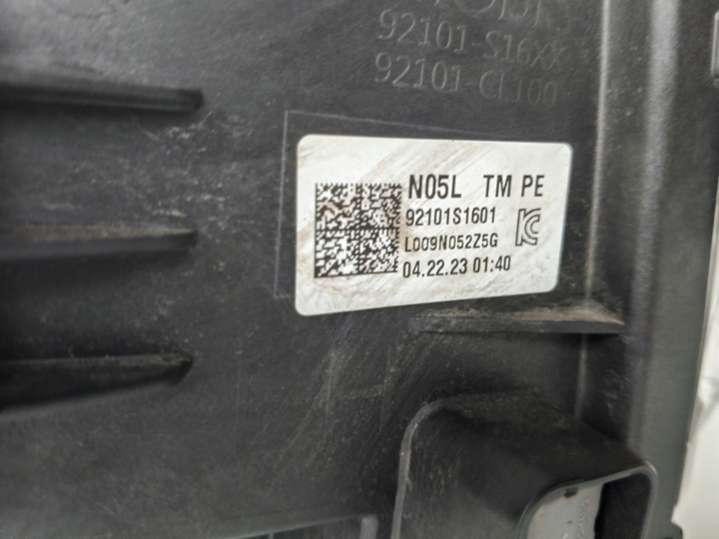 92101-S16XX
92101-CL100
N05L TM PE
92101S1601
L009N052Z5G
04.22.23 01:40